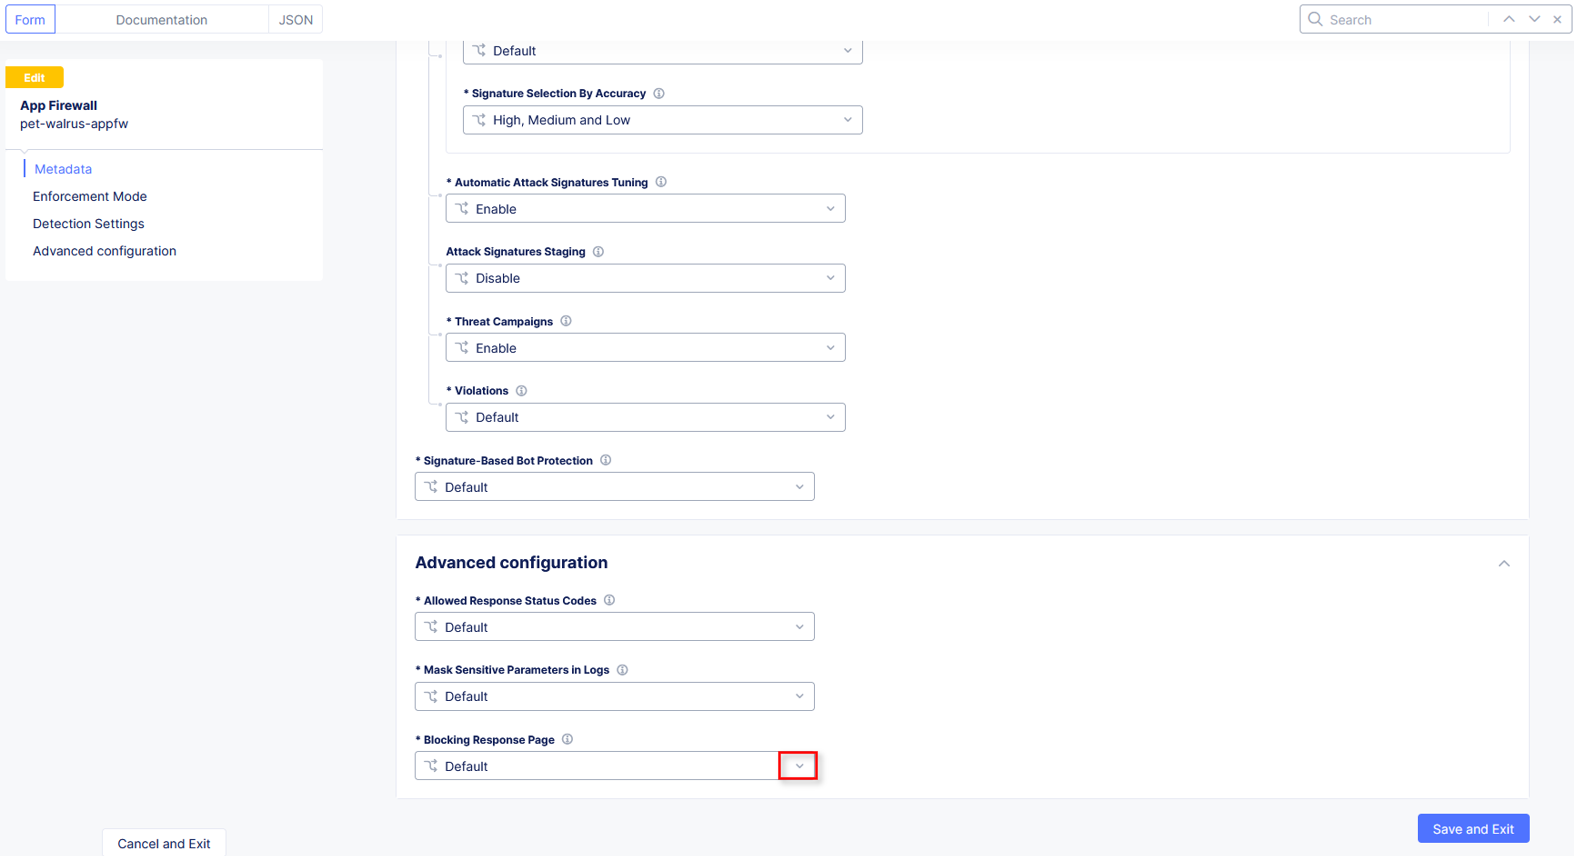 Form
Documentation
JSON
Search
Edit
App Firewall
pet-walrus-appfw
Metadata
Enforcement Mode
Detection Settings
Advanced configuration
Default
* Signature Selection By Accuracy
High, Medium and Low
* Automatic Attack Signatures Tuning
Enable
Attack Signatures Staging
Disable
* Threat Campaigns
Enable
* Violations
Default
* Signature-Based Bot Protection
Default
Advanced configuration
* Allowed Response Status Codes
Default
* Mask Sensitive Parameters in Logs
Default
* Blocking Response Page
Default
Cancel and Exit
Save and Exit